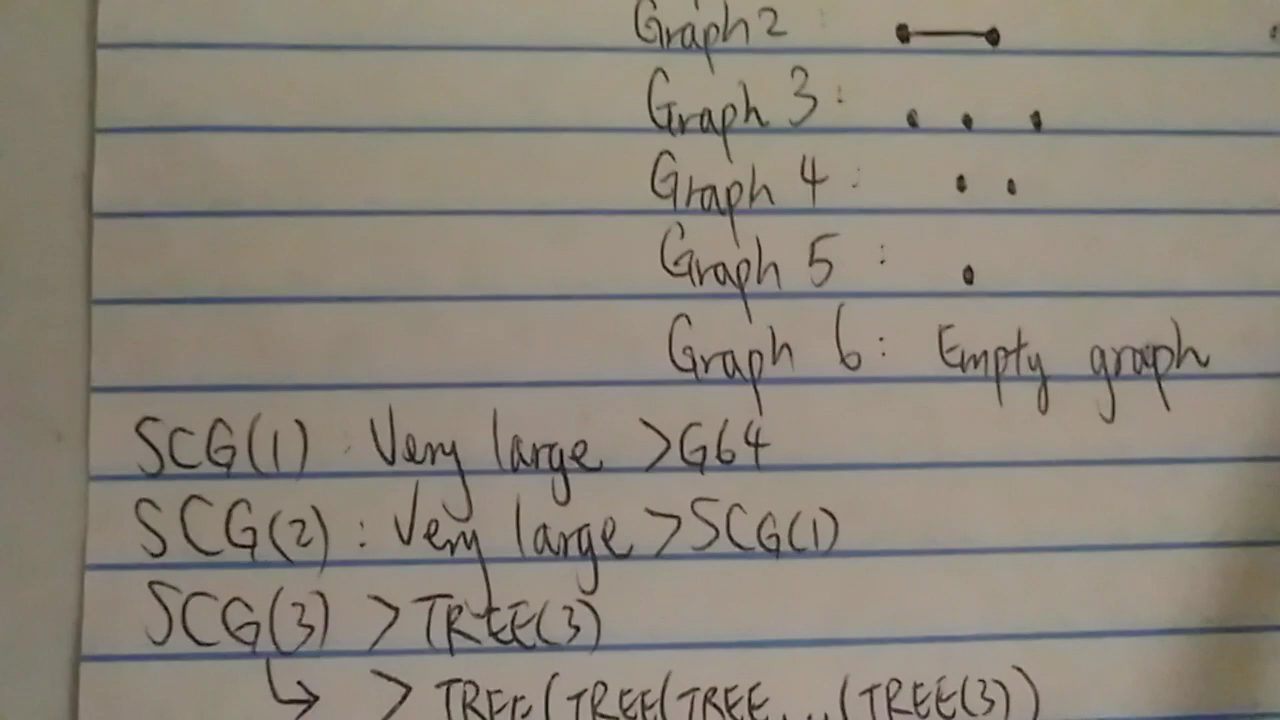 Graph 2 :
Graph 3 :
Graph 4 :
Graph 5 :
Graph 6 : Empty graph
SCG(1) : Very large >G64
SCG(2) : Very large >SCG(1)
SCG(3) > TREE(3)
↳ > TREE(TREE(TREE...(TREE(3))